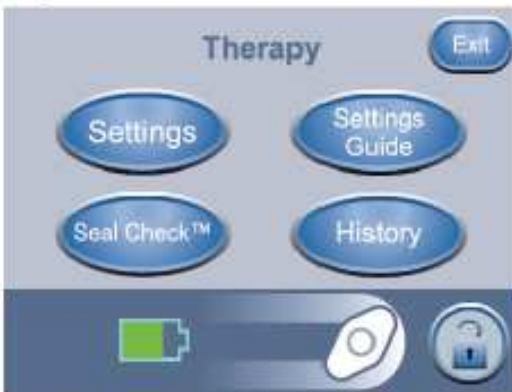 Therapy
Exit
Settings
Settings
Guide
Seal Check™
History